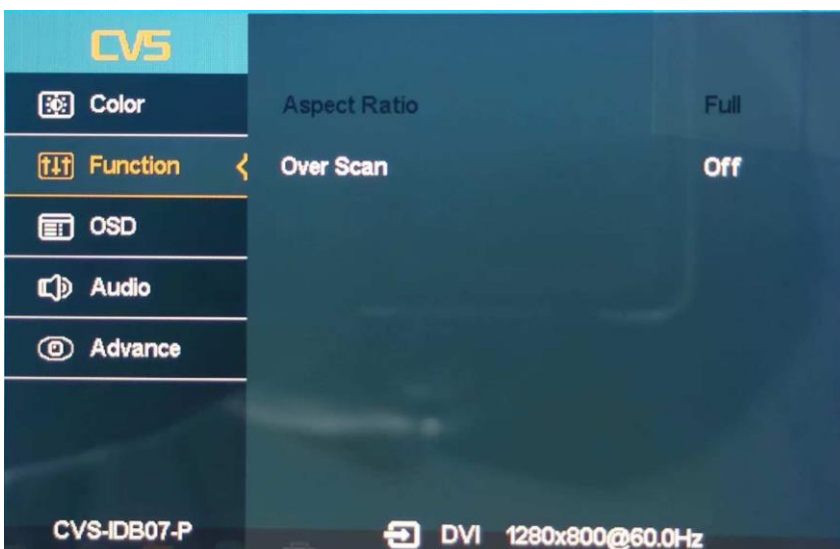 CVS
Color
Aspect Ratio Full
Function
Over Scan Off
OSD
Audio
Advance
CVS-IDB07-P
DVI 1280x800@60.0Hz